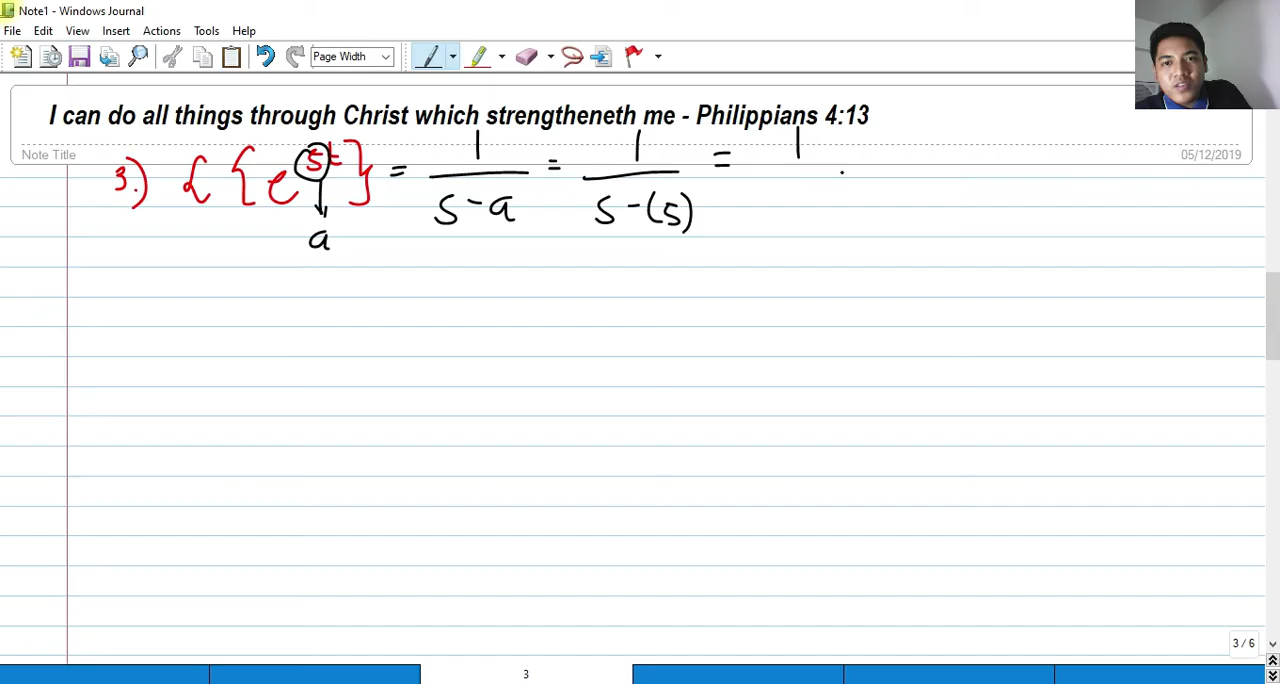 Note1 - Windows Journal
File Edit View Insert Actions Tools Help
Page Width
I can do all things through Christ which strengtheneth me - Philippians 4:13
Note Title 05/12/2019
3.) ℒ{e^{5t}} = 1/(s-a) = 1/(s-(5)) = 1
a
3 / 6
3